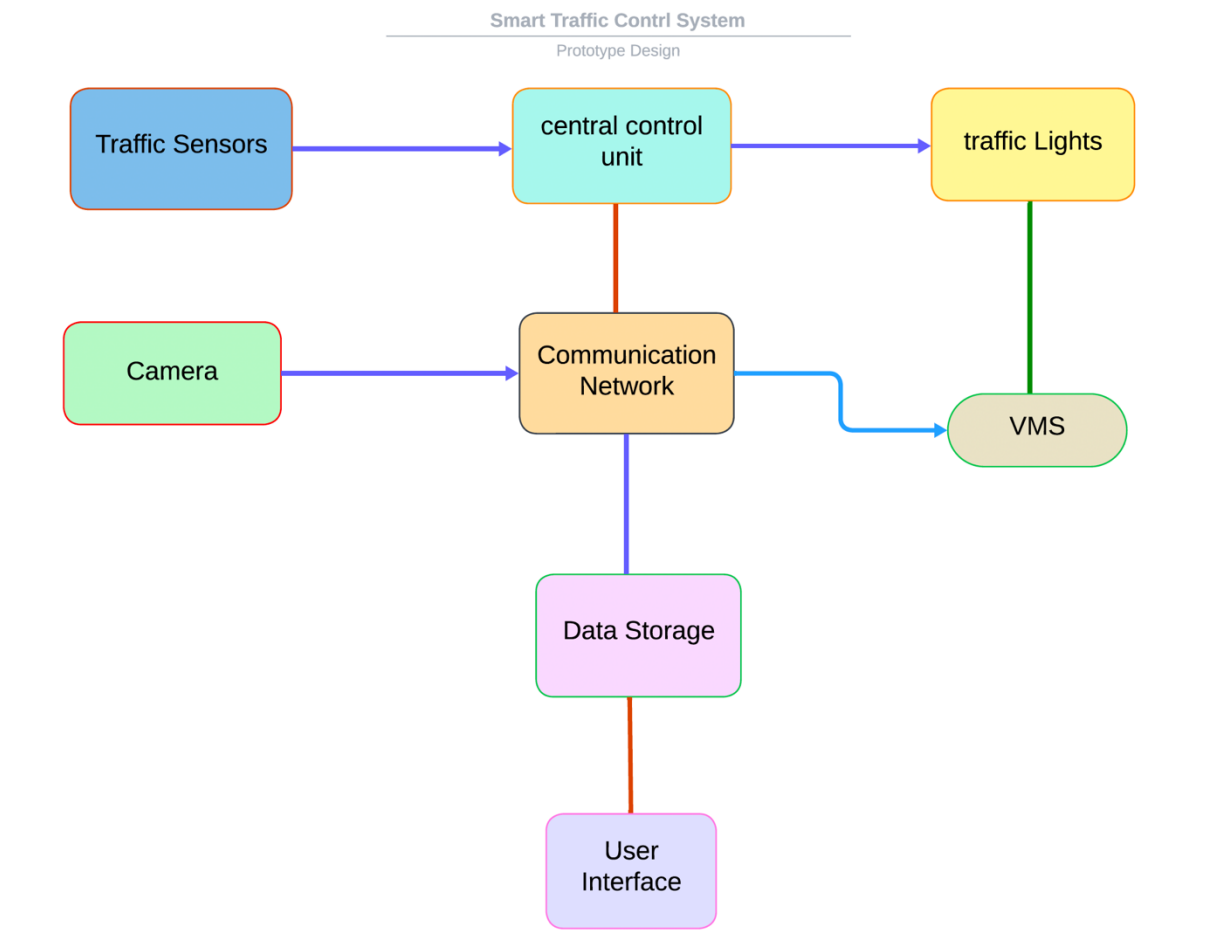 Smart Traffic Contrl System
Prototype Design
Traffic Sensors
central control
unit
traffic Lights
Camera
Communication
Network
VMS
Data Storage
User
Interface